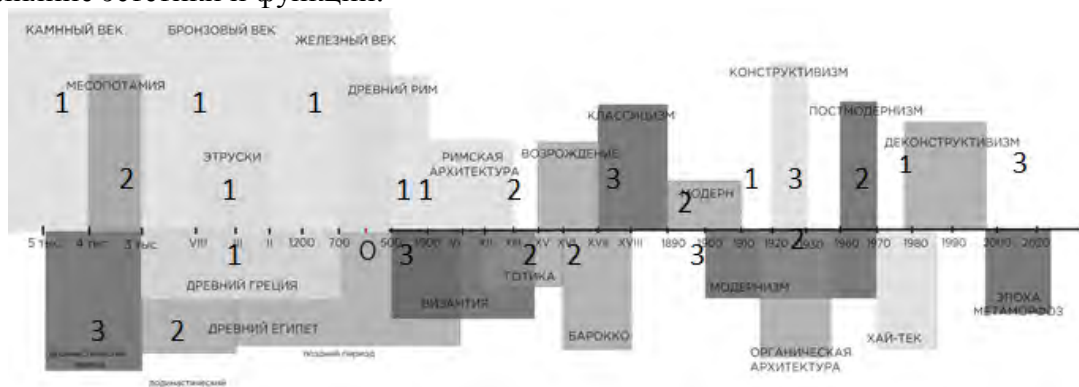 КАМННЫЙ ВЕК
БРОНЗОВЫЙ ВЕК
ЖЕЛЕЗНЫЙ ВЕК
КОНСТРУКТИВИЗМ
МЕСОПОТАМИЯ
ДРЕВНИЙ РИМ
ПОСТМОДЕРНИЗМ
1 1 1
КЛАССИЦИЗМ
ДЕКОНСТРУКТИВИЗМ
ЭТРУСКИ
РИМСКАЯ
АРХИТЕКТУРА
ВОЗРОЖДЕНИЕ
2 1 1 1 2 3 2 1 3 2 1 3
МОДЕРН
5 тыс. 4 тыс. 3 тыс. VIII III II 1200 700 500 1000 VI XII XIII XV XVI XVII XVIII 1890 1900 1910 1920 1930 1960 1970 1980 1990 2000 2020
1 0 3 2 2 3 2
ГОТИКА
ДРЕВНИЙ ГРЕЦИЯ
МОДЕРНИЗМ
ВИЗАНТИЯ
ЭПОХА
МЕТАМОРФОЗ
3 2
ДРЕВНИЙ ЕГИПЕТ
БАРОККО
ХАЙ-ТЕК
поздний период
ОРГАНИЧЕСКАЯ
АРХИТЕКТУРА
период